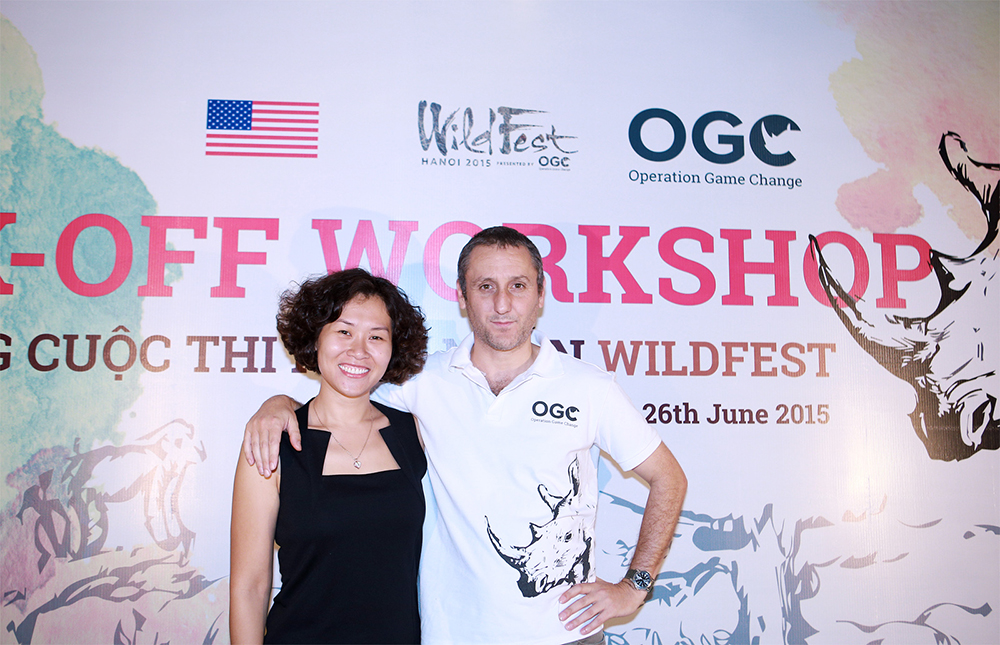 WildFest
HANOI 2015 PRESENTED BY OGC
OGC
Operation Game Change
-OFF WORKSHOP
CUỘC THI WILDFEST
26th June 2015
OGC
Operation Game Change